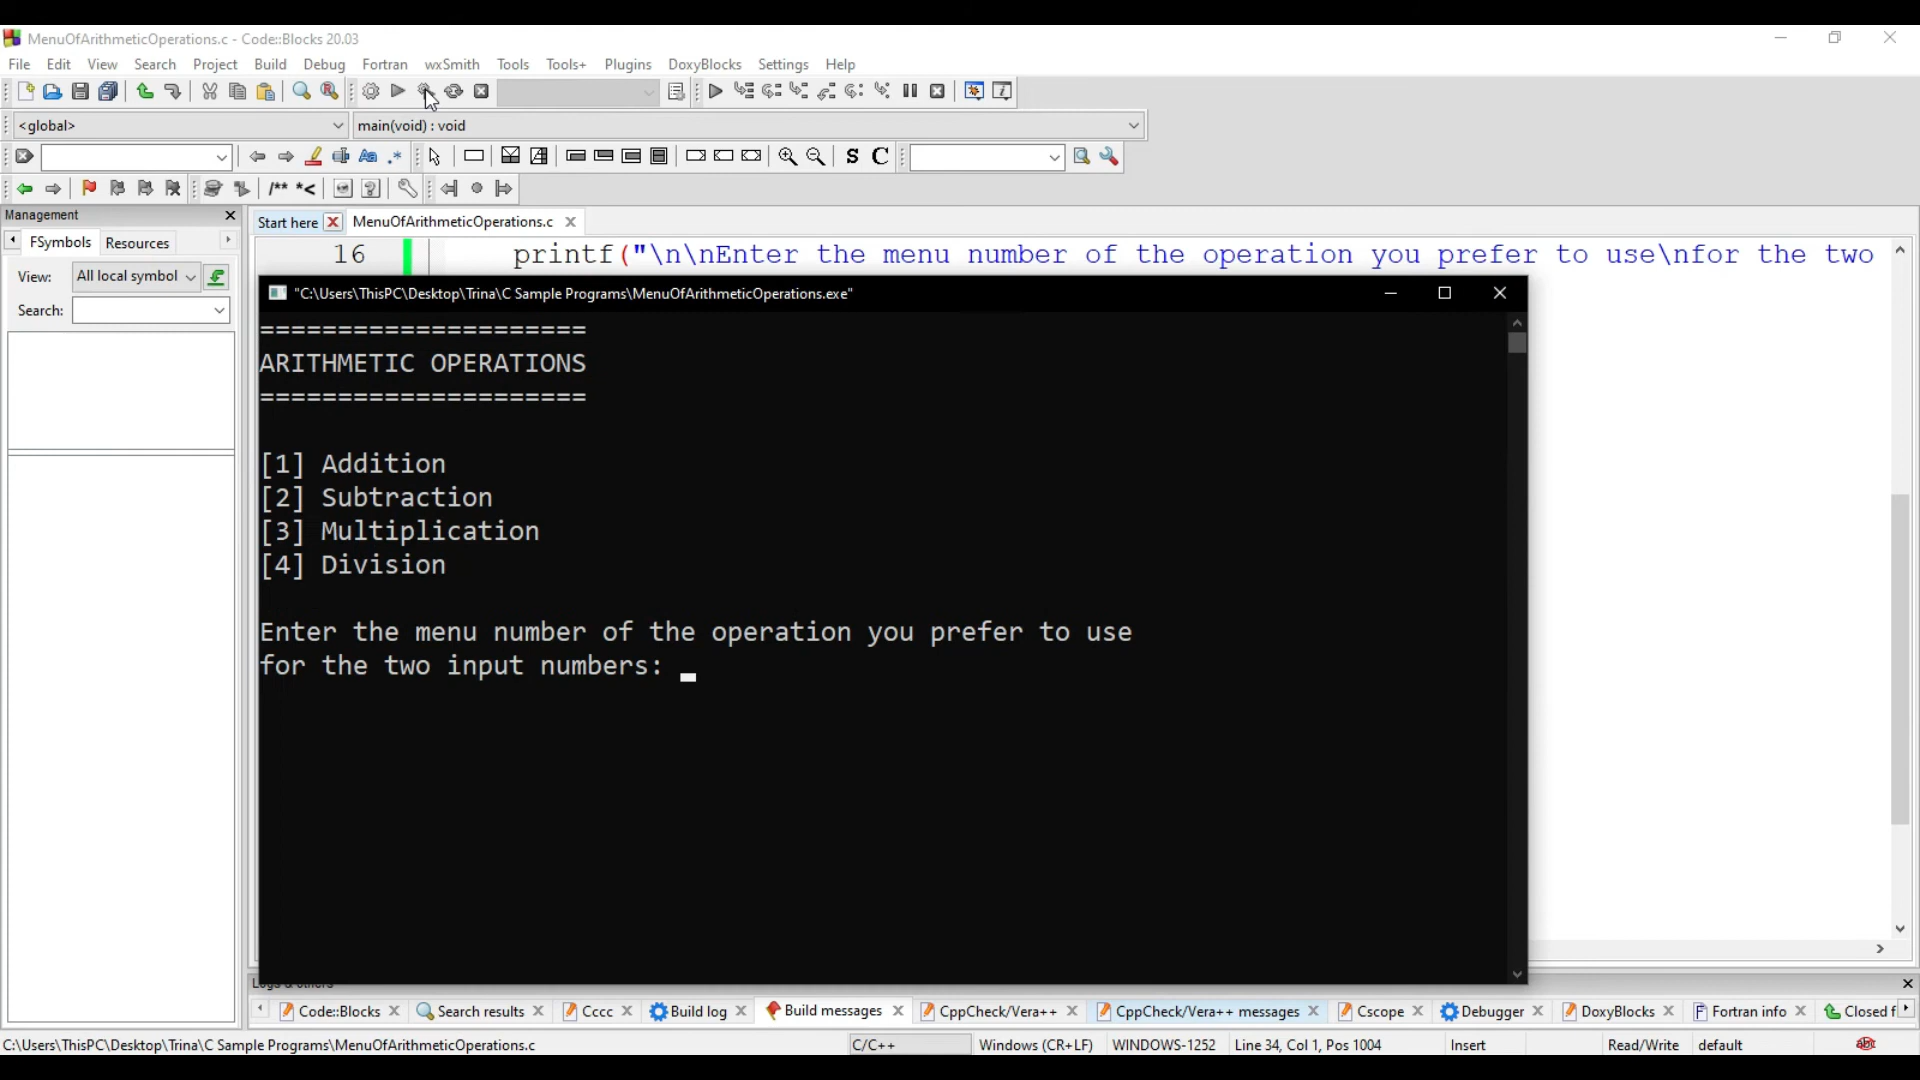 MenuOfArithmeticOperations.c - Code::Blocks 20.03
File Edit View Search Project Build Debug Fortran wxSmith Tools Tools+ Plugins DoxyBlocks Settings Help
<global> main(void) : void
Aa .* S C
/** *<
Management
Start here MenuOfArithmeticOperations.c
FSymbols Resources
16 printf("\n\nEnter the menu number of the operation you prefer to use\nfor the two
View: All local symbol
Search:
"C:\Users\ThisPC\Desktop\Trina\C Sample Programs\MenuOfArithmeticOperations.exe"
=====================
ARITHMETIC OPERATIONS
=====================
[1] Addition
[2] Subtraction
[3] Multiplication
[4] Division
Enter the menu number of the operation you prefer to use
for the two input numbers:
Logs & others
Code::Blocks Search results Cccc Build log Build messages CppCheck/Vera++ CppCheck/Vera++ messages Cscope Debugger DoxyBlocks Fortran info Closed f
C:\Users\ThisPC\Desktop\Trina\C Sample Programs\MenuOfArithmeticOperations.c C/C++ Windows (CR+LF) WINDOWS-1252 Line 34, Col 1, Pos 1004 Insert Read/Write default